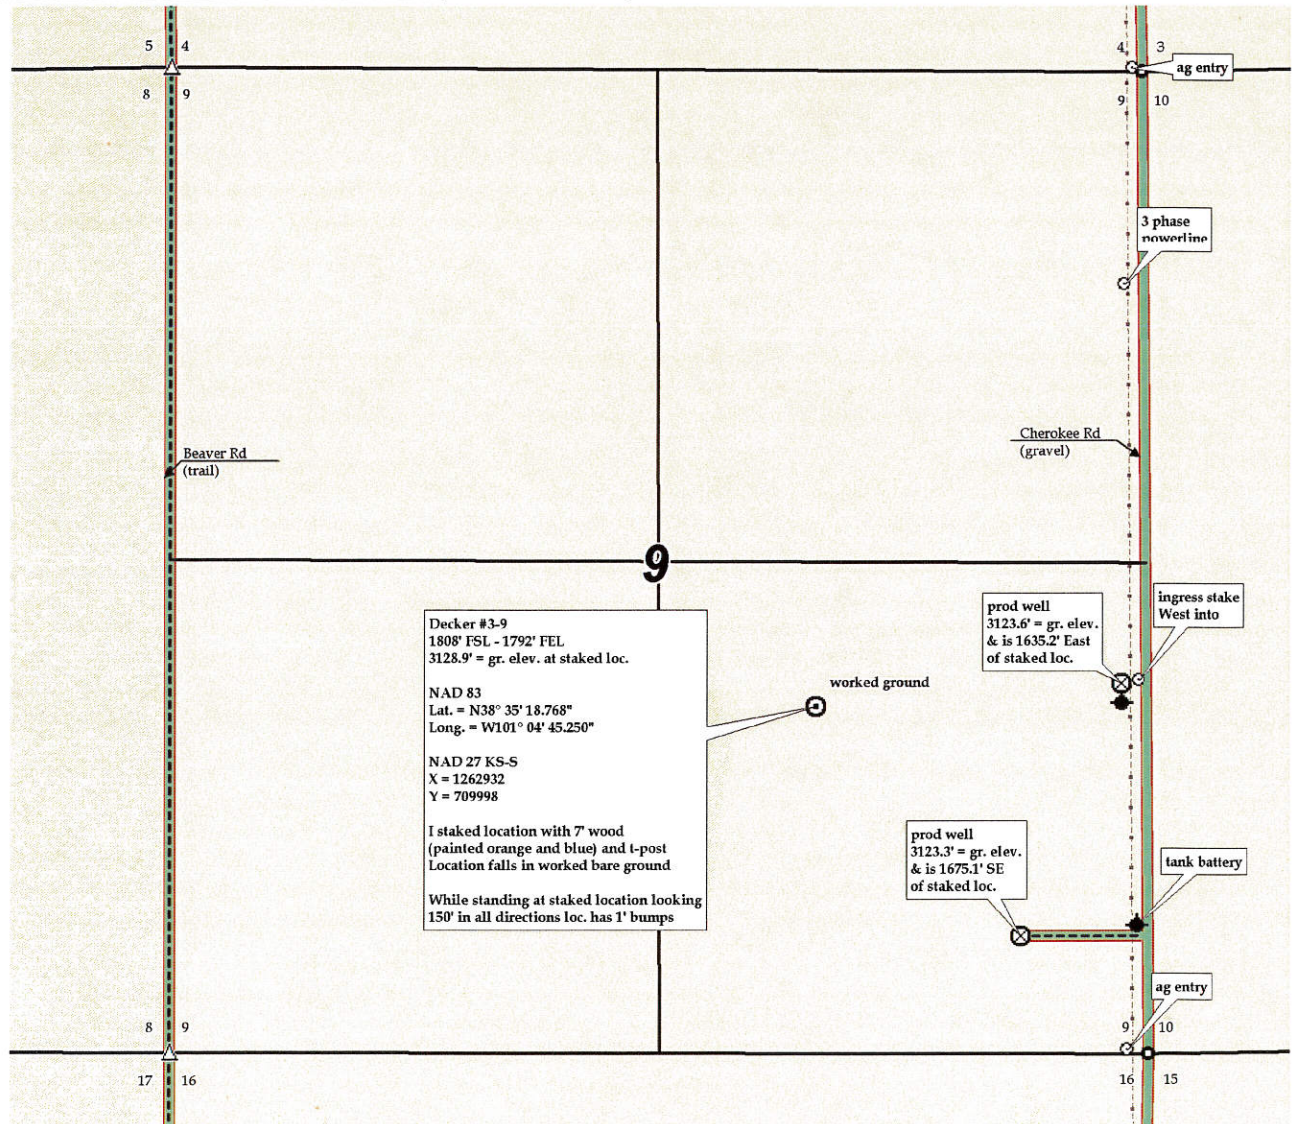 5 4
4 3
ag entry
8 9
9 10
3 phase
powerline
Cherokee Rd
(gravel)
Beaver Rd
(trail)
9
ingress stake
West into
prod well
3123.6' = gr. elev.
& is 1635.2' East
of staked loc.
Decker #3-9
1808' FSL - 1792' FEL
3128.9' = gr. elev. at staked loc.
NAD 83
Lat. = N38° 35' 18.768"
Long. = W101° 04' 45.250"
NAD 27 KS-S
X = 1262932
Y = 709998
I staked location with 7' wood
(painted orange and blue) and t-post
Location falls in worked bare ground
While standing at staked location looking
150' in all directions loc. has 1' bumps
worked ground
prod well
3123.3' = gr. elev.
& is 1675.1' SE
of staked loc.
tank battery
ag entry
8 9
9 10
17 16
16 15